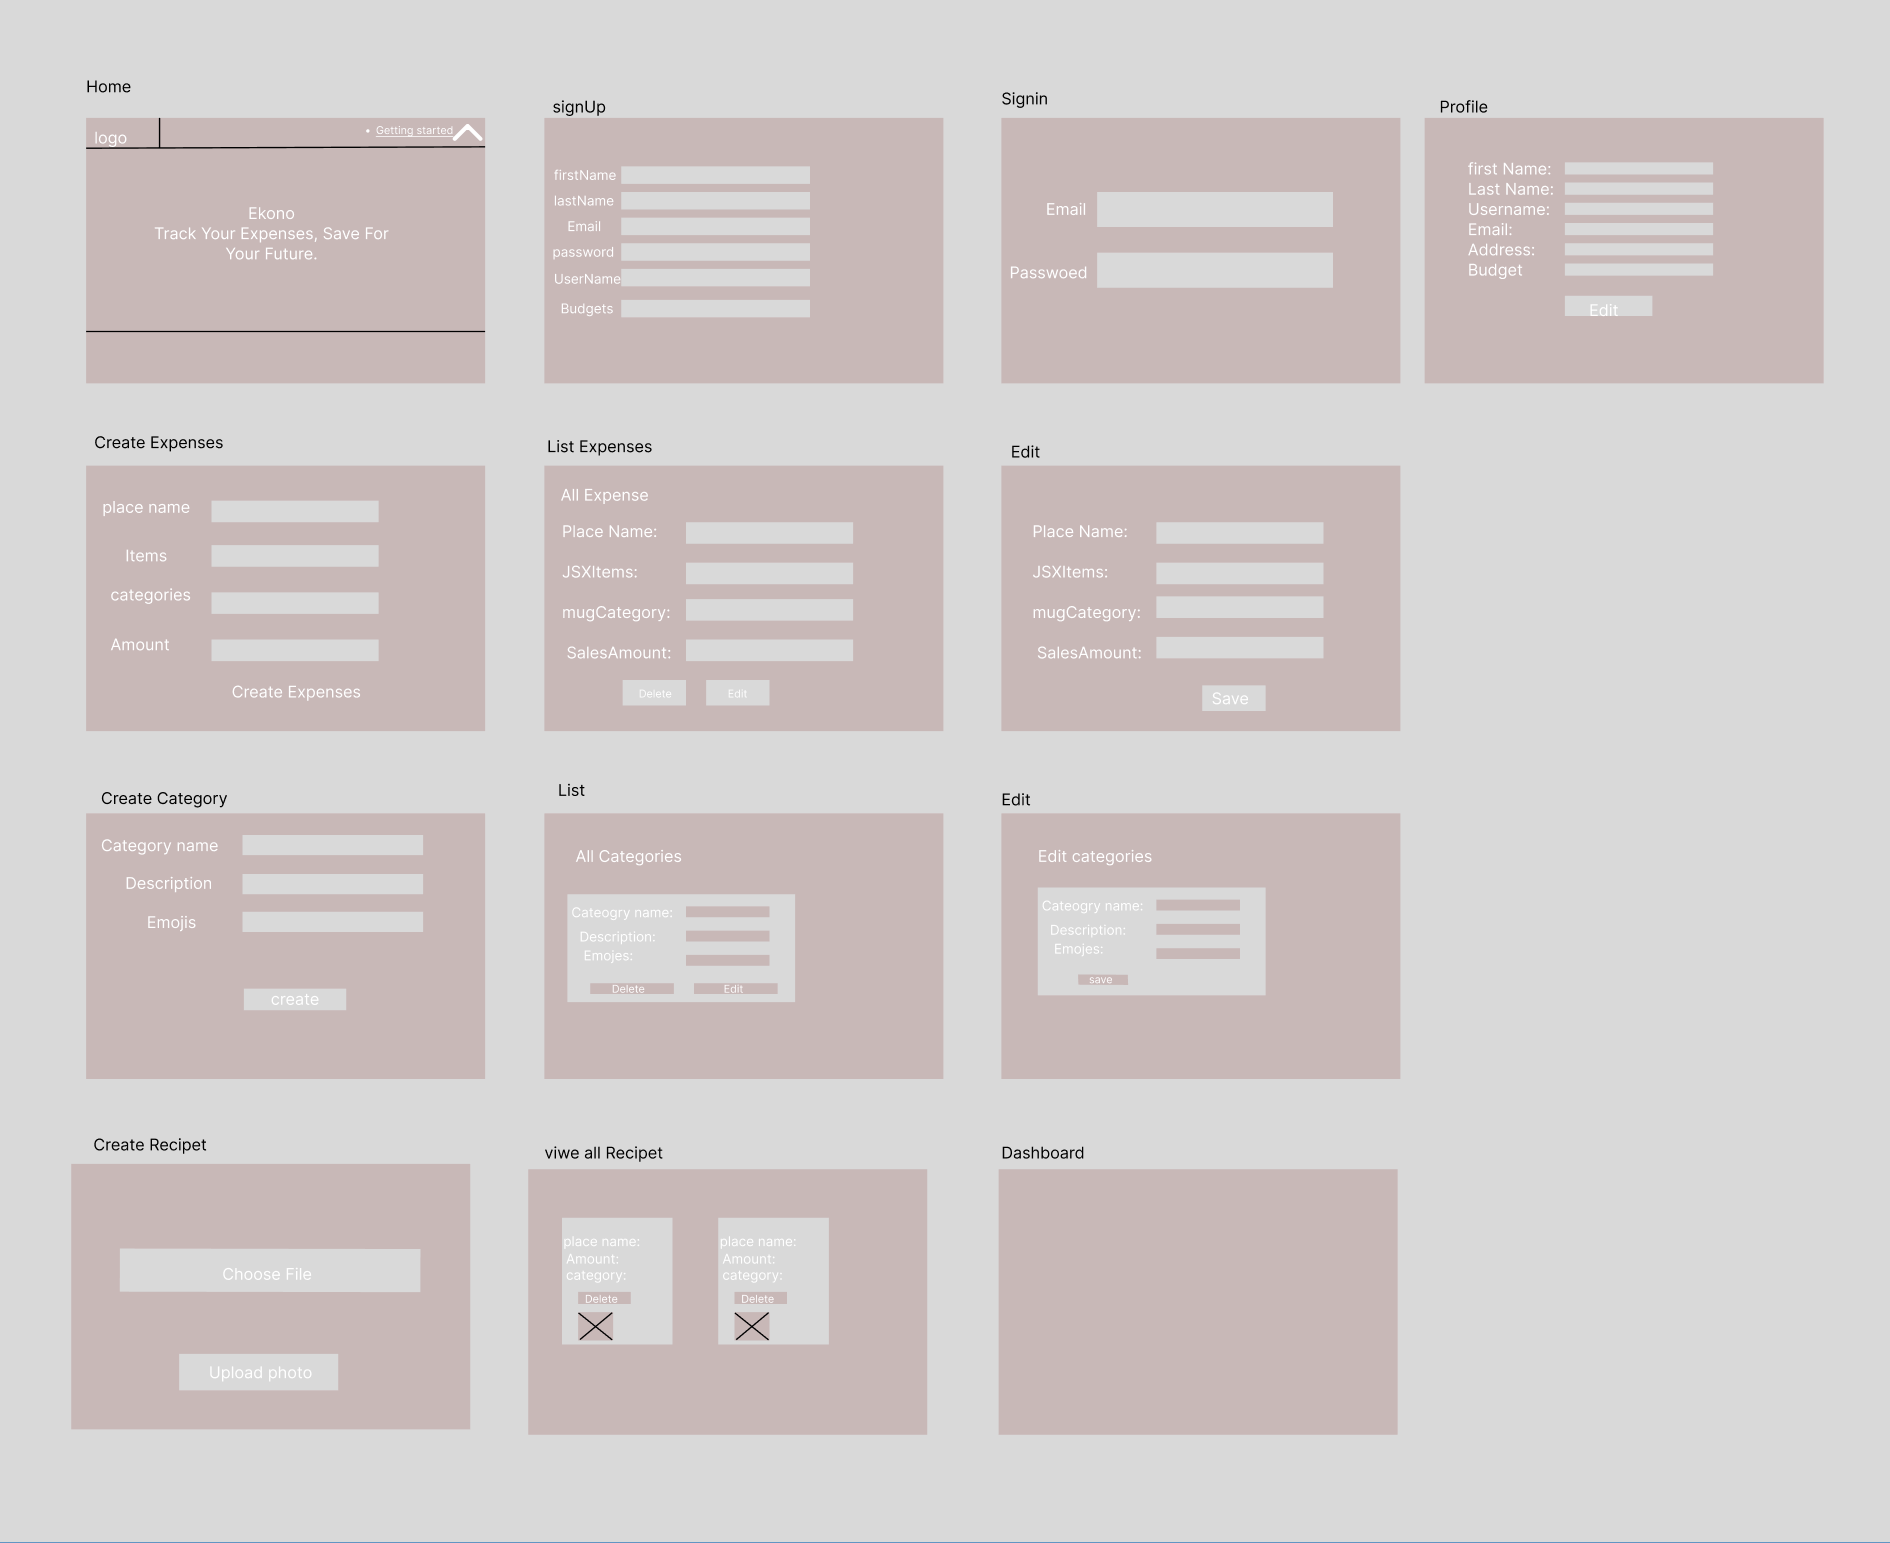 Home
logo
Getting started
Ekono
Track Your Expenses, Save For
Your Future.
signUp
firstName
lastName
Email
password
UserName
Budgets
Signin
Email
Passwoed
Profile
first Name:
Last Name:
Username:
Email:
Address:
Budget
Edit
Create Expenses
place name
Items
categories
Amount
Create Expenses
List Expenses
All Expense
Place Name:
JSXItems:
mugCategory:
SalesAmount:
Delete
Edit
Edit
Place Name:
JSXItems:
mugCategory:
SalesAmount:
Save
Create Category
Category name
Description
Emojis
create
List
All Categories
Cateogry name:
Description:
Emojes:
Delete
Edit
Edit
Edit categories
Cateogry name:
Description:
Emojes:
save
Create Recipet
Choose File
Upload photo
viwe all Recipet
place name:
Amount:
category:
Delete
place name:
Amount:
category:
Delete
Dashboard